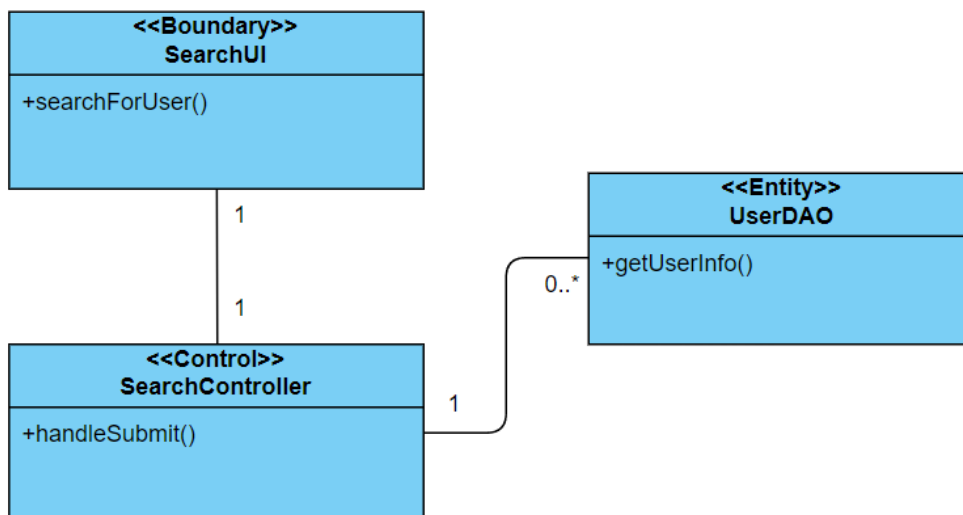 <<Boundary>>
SearchUI
+searchForUser()
1
1
<<Control>>
SearchController
+handleSubmit()
1
0..*
<<Entity>>
UserDAO
+getUserInfo()